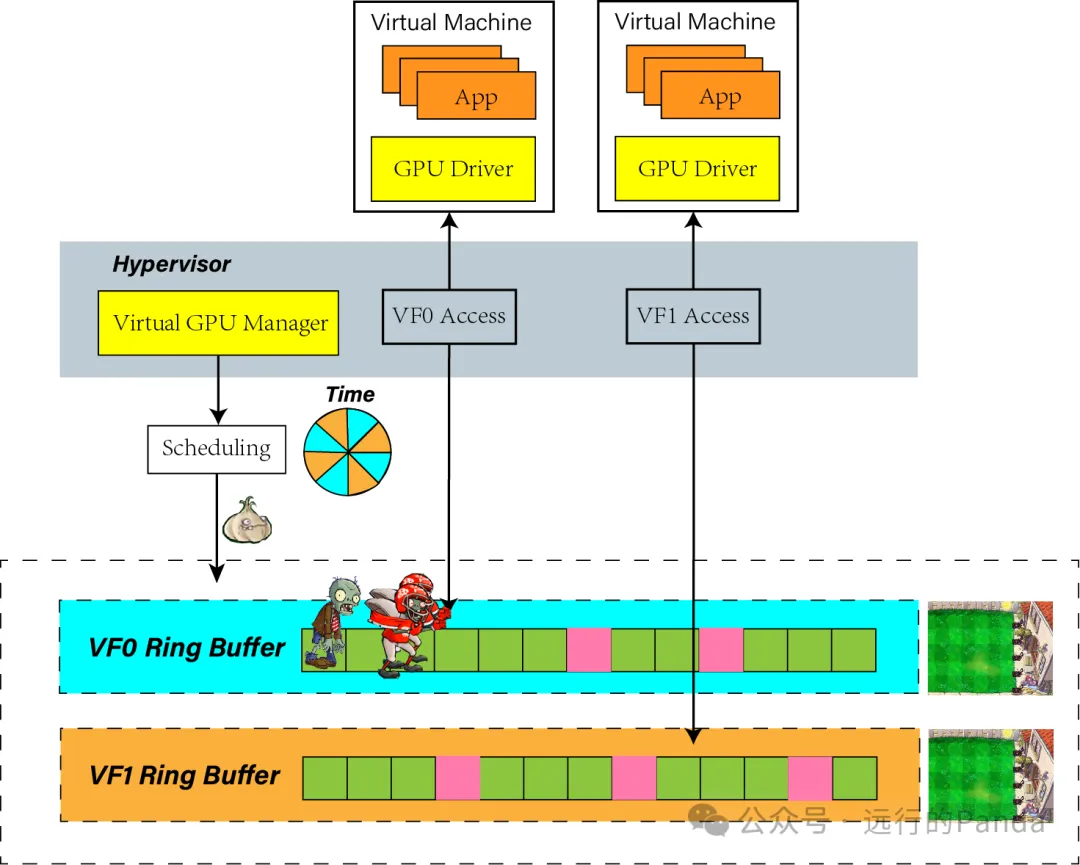 Virtual Machine
App
GPU Driver
Virtual Machine
App
GPU Driver
Hypervisor
Virtual GPU Manager
VF0 Access
VF1 Access
Time
Scheduling
VF0 Ring Buffer
VF1 Ring Buffer
公众号 · 远行的Panda